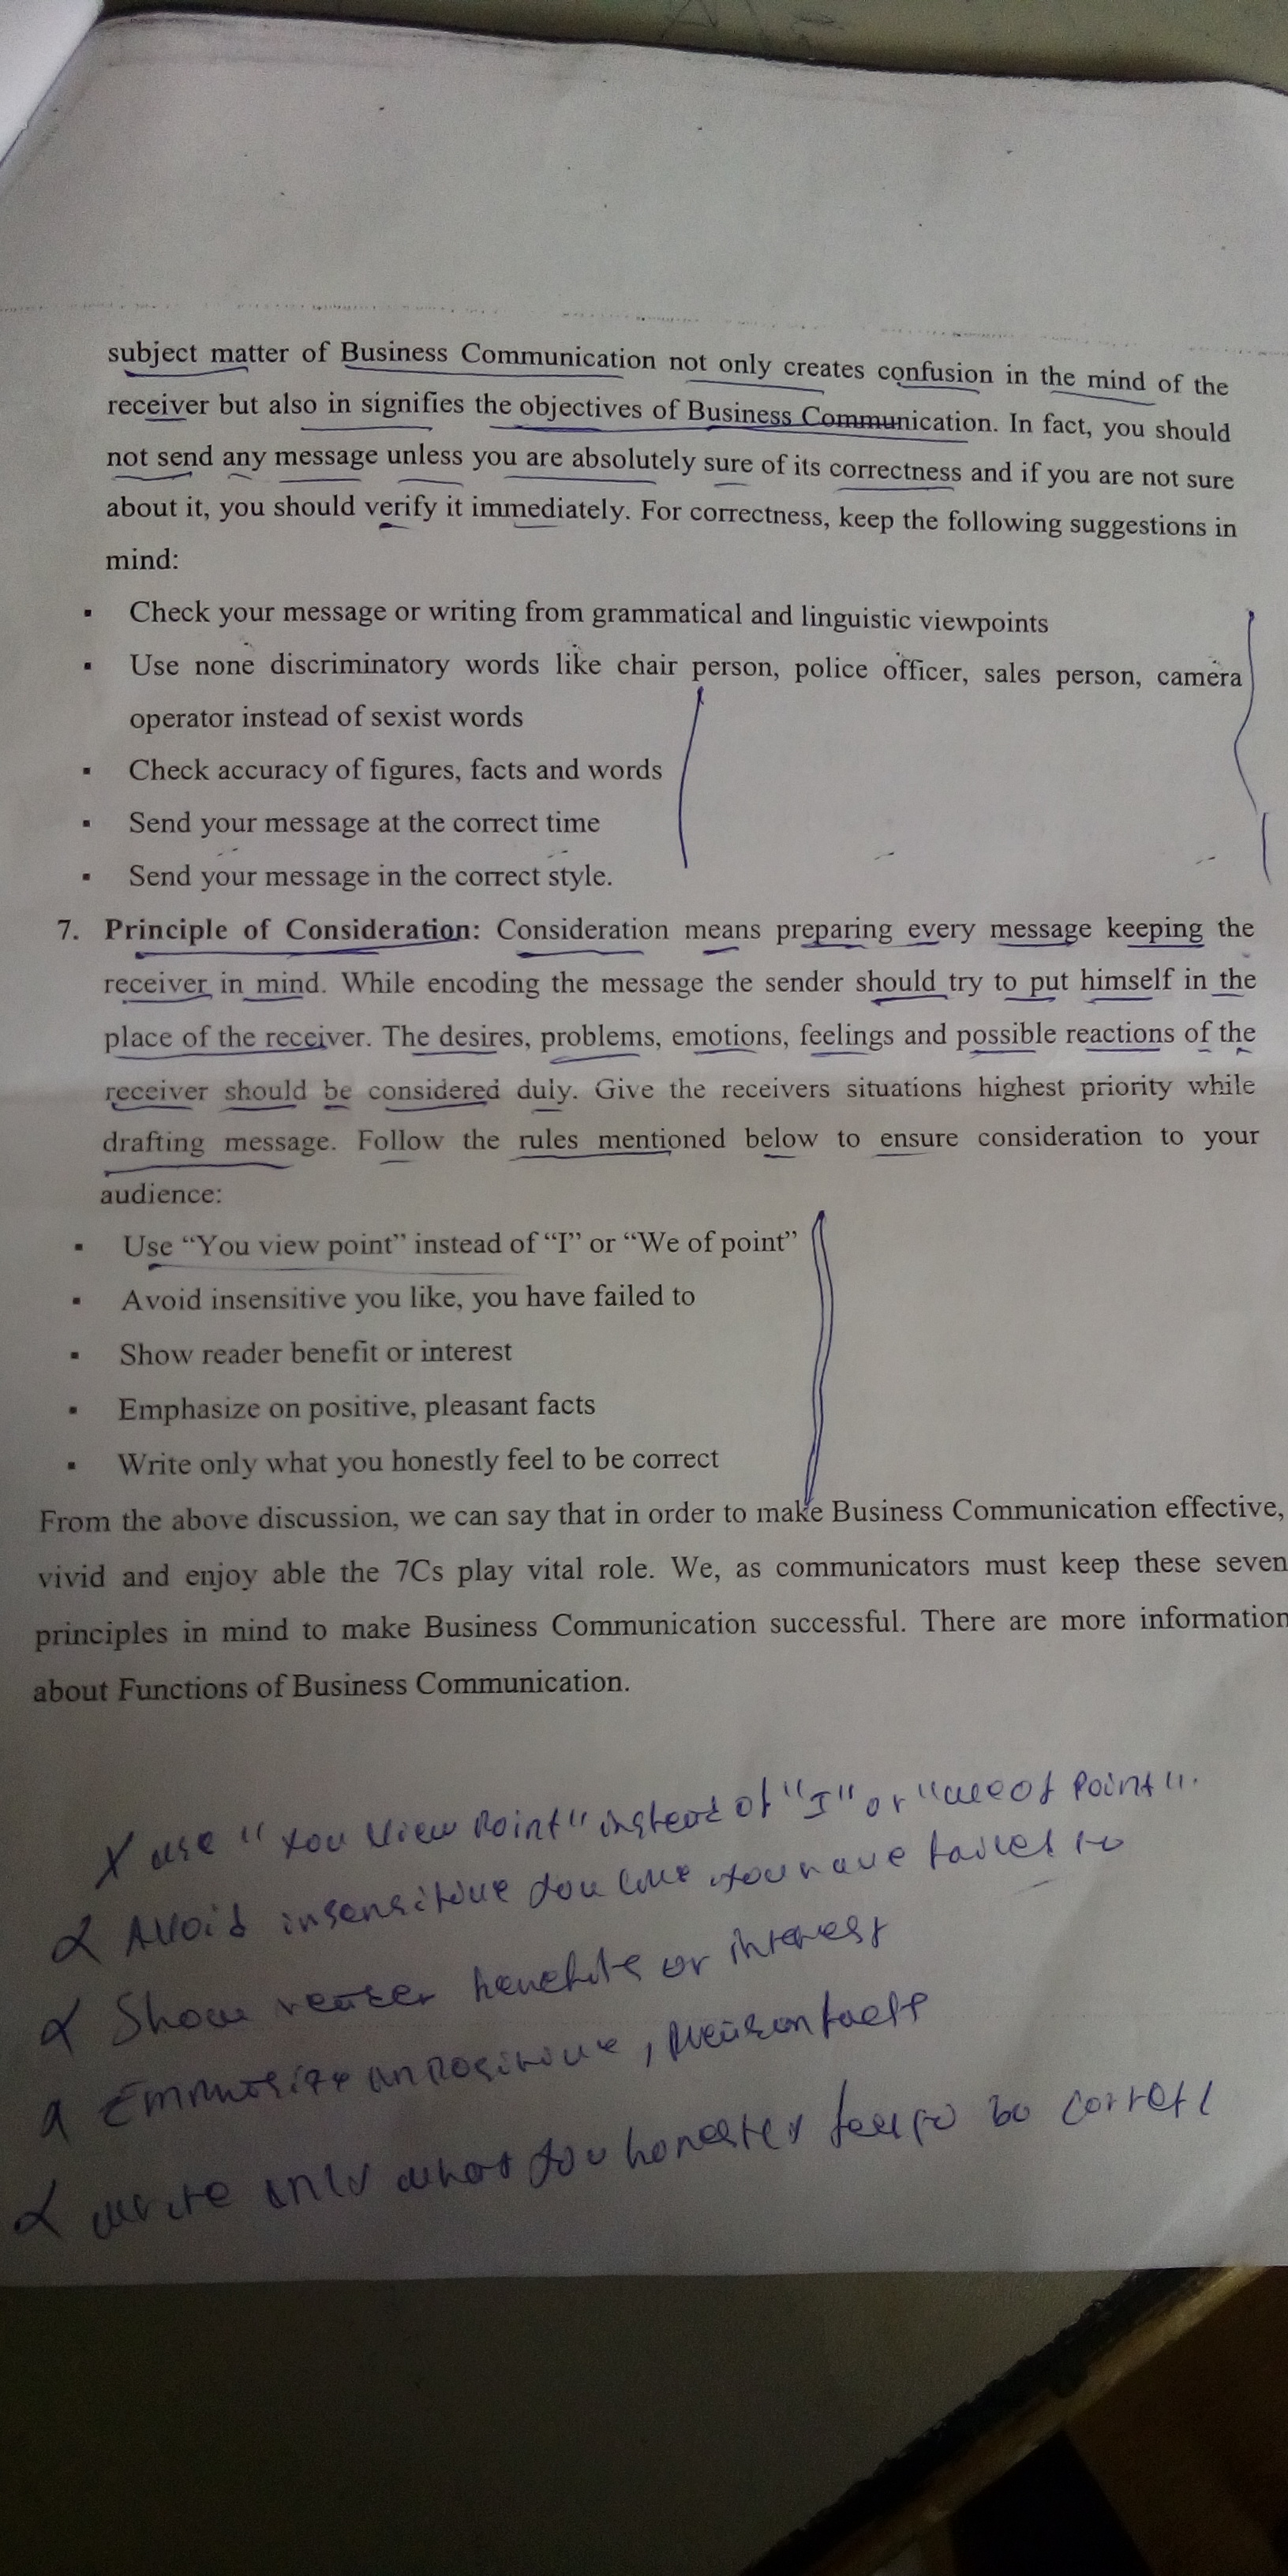 subject matter of Business Communication not only creates confusion in the mind of the
receiver but also in signifies the objectives of Business Communication. In fact, you should
not send any message unless you are absolutely sure of its correctness and if you are not sure
about it, you should verify it immediately. For correctness, keep the following suggestions in
mind:
▪ Check your message or writing from grammatical and linguistic viewpoints
▪ Use none discriminatory words like chair person, police officer, sales person, camera
operator instead of sexist words
▪ Check accuracy of figures, facts and words
▪ Send your message at the correct time
▪ Send your message in the correct style.
7. Principle of Consideration: Consideration means preparing every message keeping the
receiver in mind. While encoding the message the sender should try to put himself in the
place of the receiver. The desires, problems, emotions, feelings and possible reactions of the
receiver should be considered duly. Give the receivers situations highest priority while
drafting message. Follow the rules mentioned below to ensure consideration to your
audience:
▪ Use “You view point” instead of “I” or “We of point”
▪ Avoid insensitive you like, you have failed to
▪ Show reader benefit or interest
▪ Emphasize on positive, pleasant facts
▪ Write only what you honestly feel to be correct
From the above discussion, we can say that in order to make Business Communication effective,
vivid and enjoy able the 7Cs play vital role. We, as communicators must keep these seven
principles in mind to make Business Communication successful. There are more information
about Functions of Business Communication.
use "You View Point" instead of "I" or "we of Point".
Avoid insensitive you like you have failed to
Show reader benefits or interest
Emphasize on positive, facts
write only what you feel to be correct